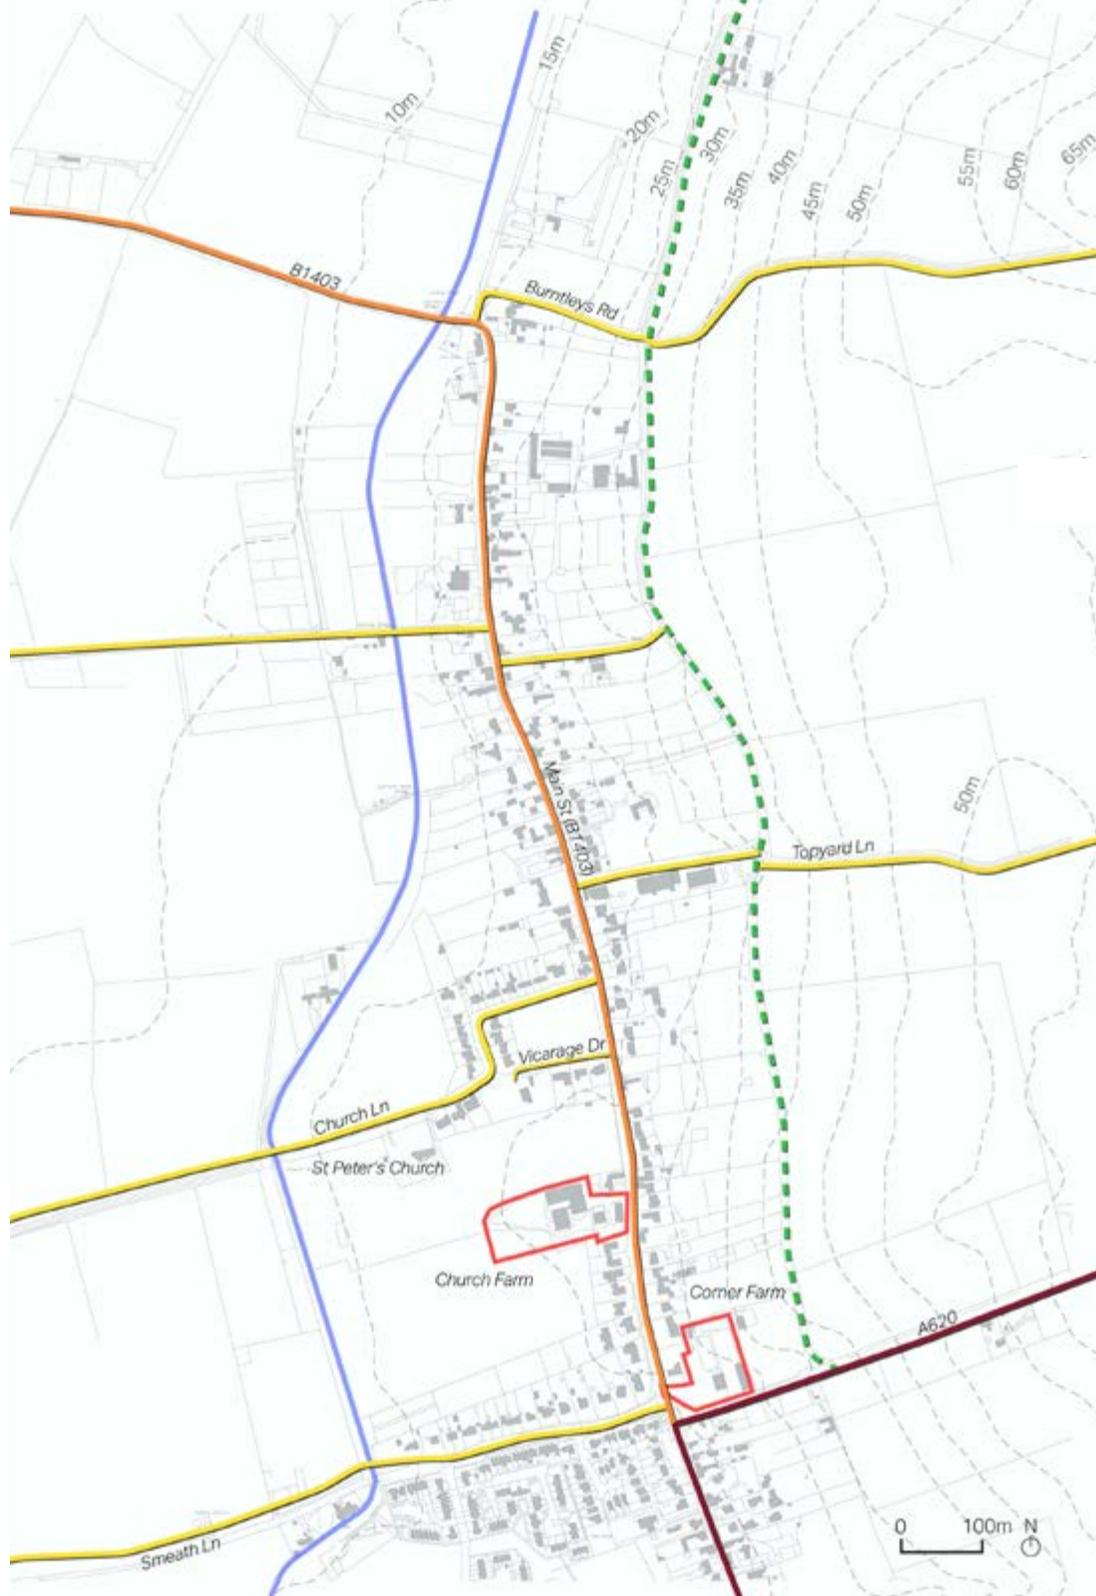 15m
10m
20m
30m
25m
35m
40m
45m
50m
55m
60m
65m
B1403
Burntleys Rd
Main St (B1403)
50m
Topyard Ln
Vicarage Dr
Church Ln
St Peter's Church
Church Farm
Corner Farm
A620
Smeath Ln
0 100m N